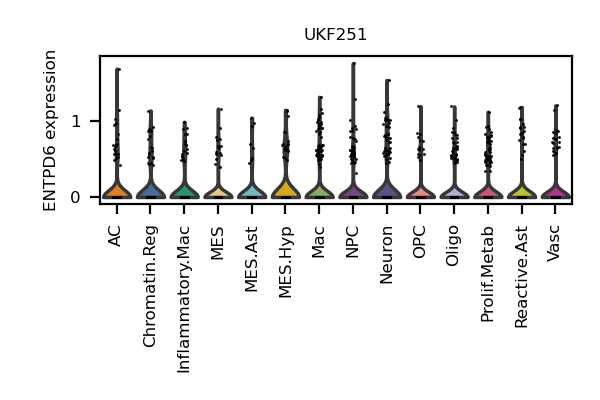 UKF251
ENTPD6 expression
1
0
AC
Chromatin.Reg
Inflammatory.Mac
MES
MES.Ast
MES.Hyp
Mac
NPC
Neuron
OPC
Oligo
Prolif.Metab
Reactive.Ast
Vasc